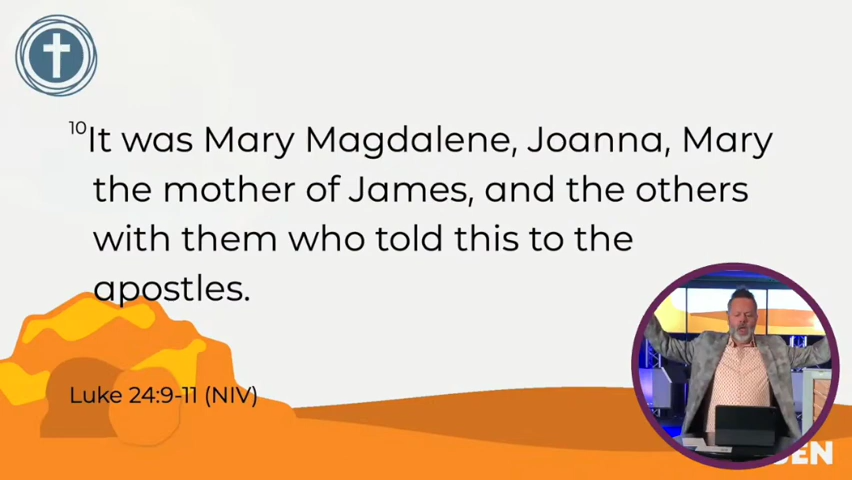 10It was Mary Magdalene, Joanna, Mary
the mother of James, and the others
with them who told this to the
apostles.
Luke 24:9-11 (NIV)